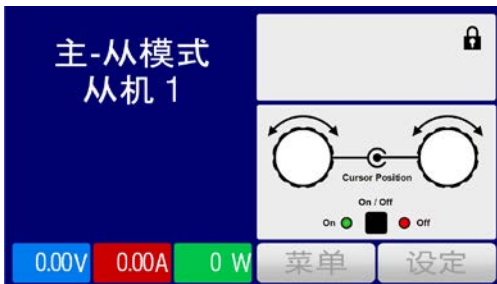 主-从模式
从机 1
Cursor Position
On / Off
On
Off
0.00V
0.00A
0 W
菜单
设定